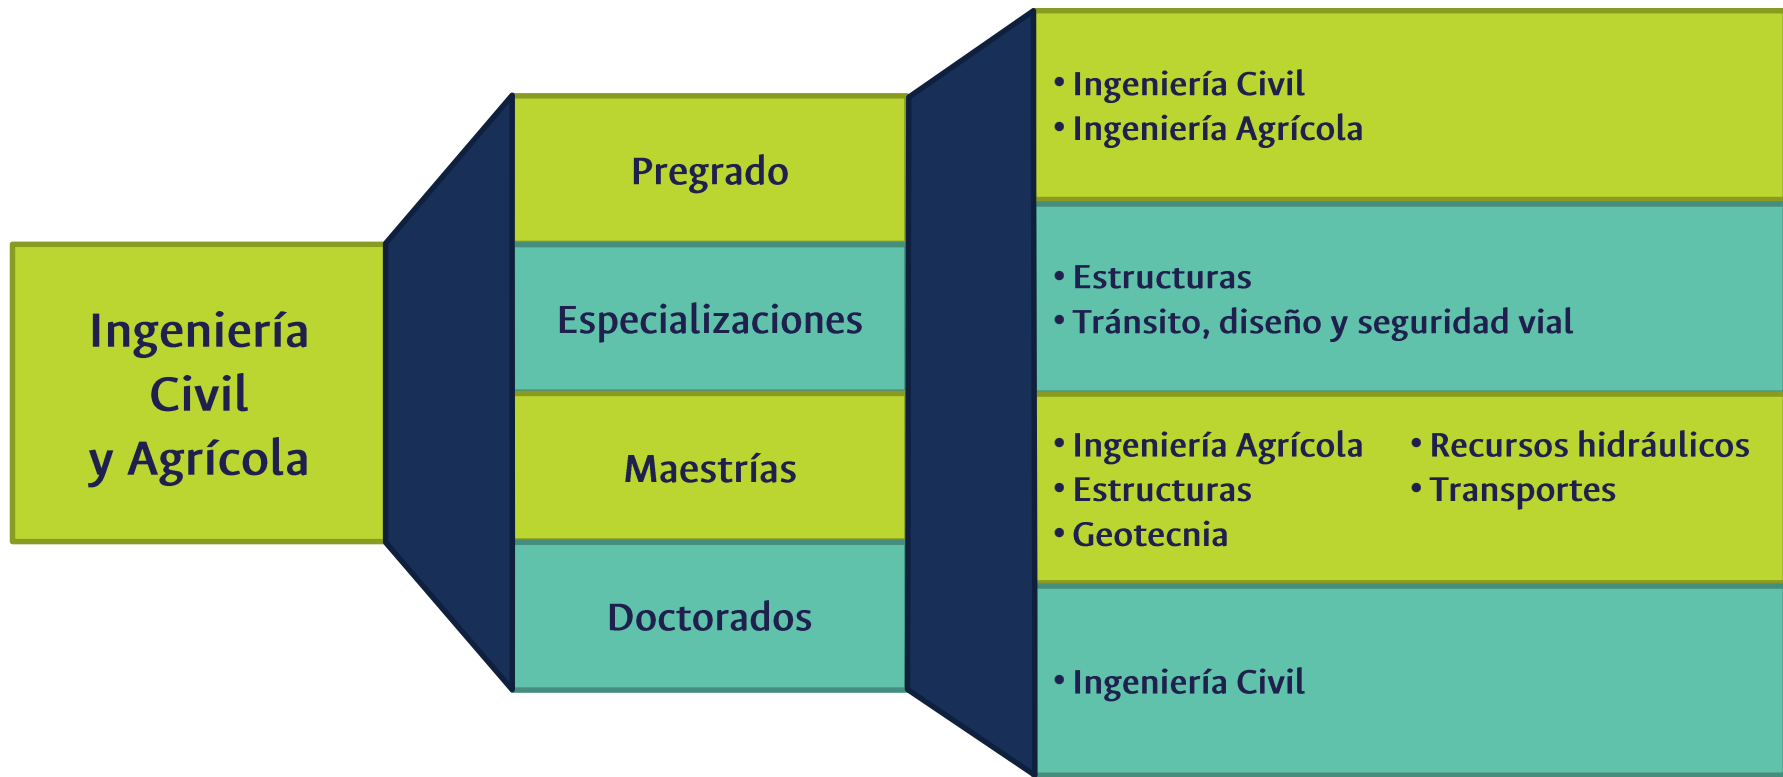 Ingeniería
Civil
y Agrícola
Pregrado
Especializaciones
Maestrías
Doctorados
• Ingeniería Civil
• Ingeniería Agrícola
• Estructuras
• Tránsito, diseño y seguridad vial
• Ingeniería Agrícola
• Estructuras
• Geotecnia
• Recursos hidráulicos
• Transportes
• Ingeniería Civil